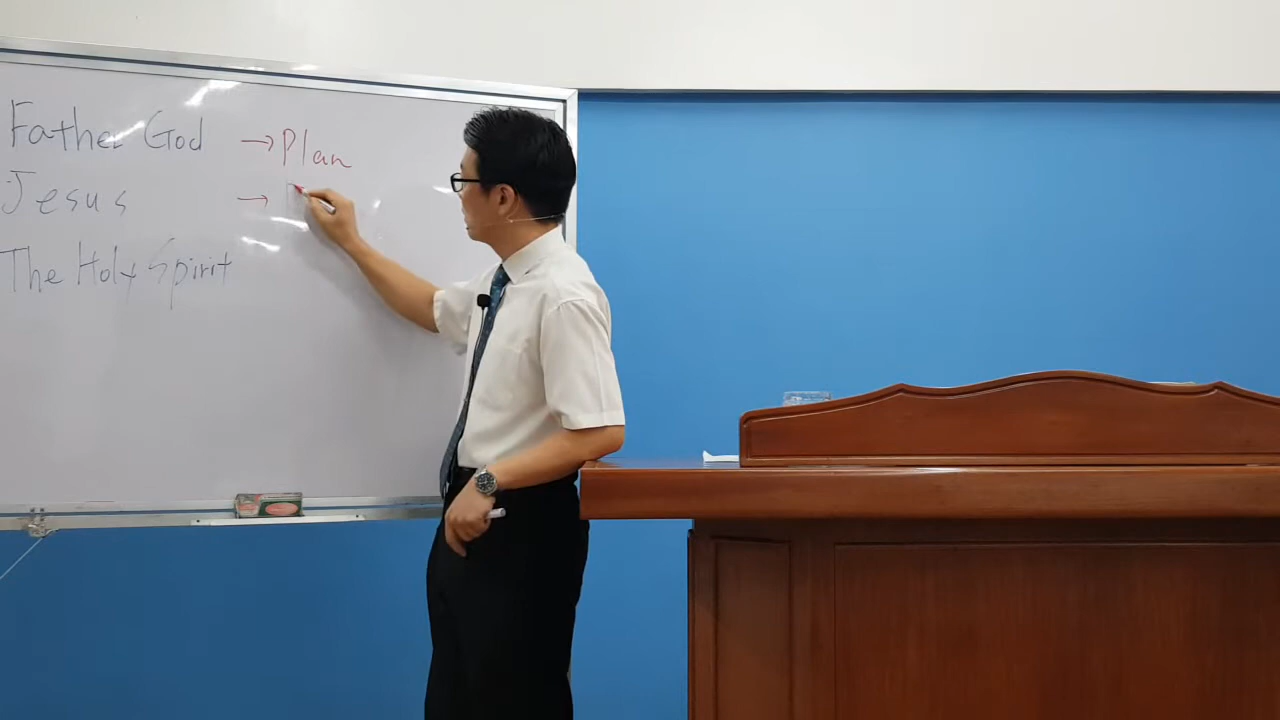 Father God → Plan
Jesus →
The Holy Spirit